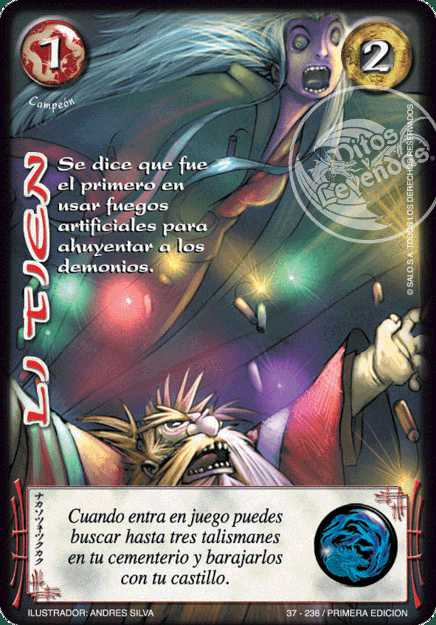 1
2
Campeón
Mitos y
Leyendas
LI TIEN
Se dice que fue
el primero en
usar fuegos
artificiales para
ahuyentar a los
demonios.
© SALO S.A. TODOS LOS DERECHOS RESERVADOS
Cuando entra en juego puedes
buscar hasta tres talismanes
en tu cementerio y barajarlos
con tu castillo.
ILUSTRADOR: ANDRES SILVA
37 - 236 / PRIMERA EDICION